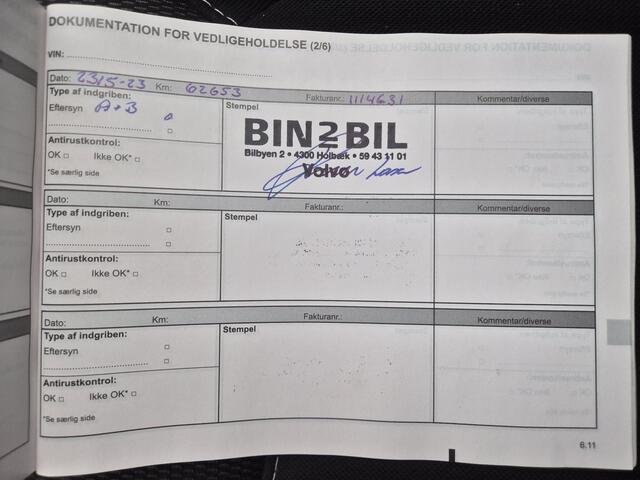 DOKUMENTATION FOR VEDLIGEHOLDELSE (2/6)
VIN:
Dato: 23/5-23 Km: 62653 Fakturanr.: 1114631 Kommentar/diverse
Type af indgriben: Stempel
Eftersyn A+B
BIN2BIL
Bilbyen 2 • 4300 Holbæk • 59 43 11 01
Volvo
Antirustkontrol:
OK □ Ikke OK* □
*Se særlig side
Dato: Km: Fakturanr.: Kommentar/diverse
Type af indgriben: Stempel
Eftersyn □
□
Antirustkontrol:
OK □ Ikke OK* □
*Se særlig side
Dato: Km: Fakturanr.: Kommentar/diverse
Type af indgriben: Stempel
Eftersyn □
□
Antirustkontrol:
OK □ Ikke OK* □
*Se særlig side
6.11